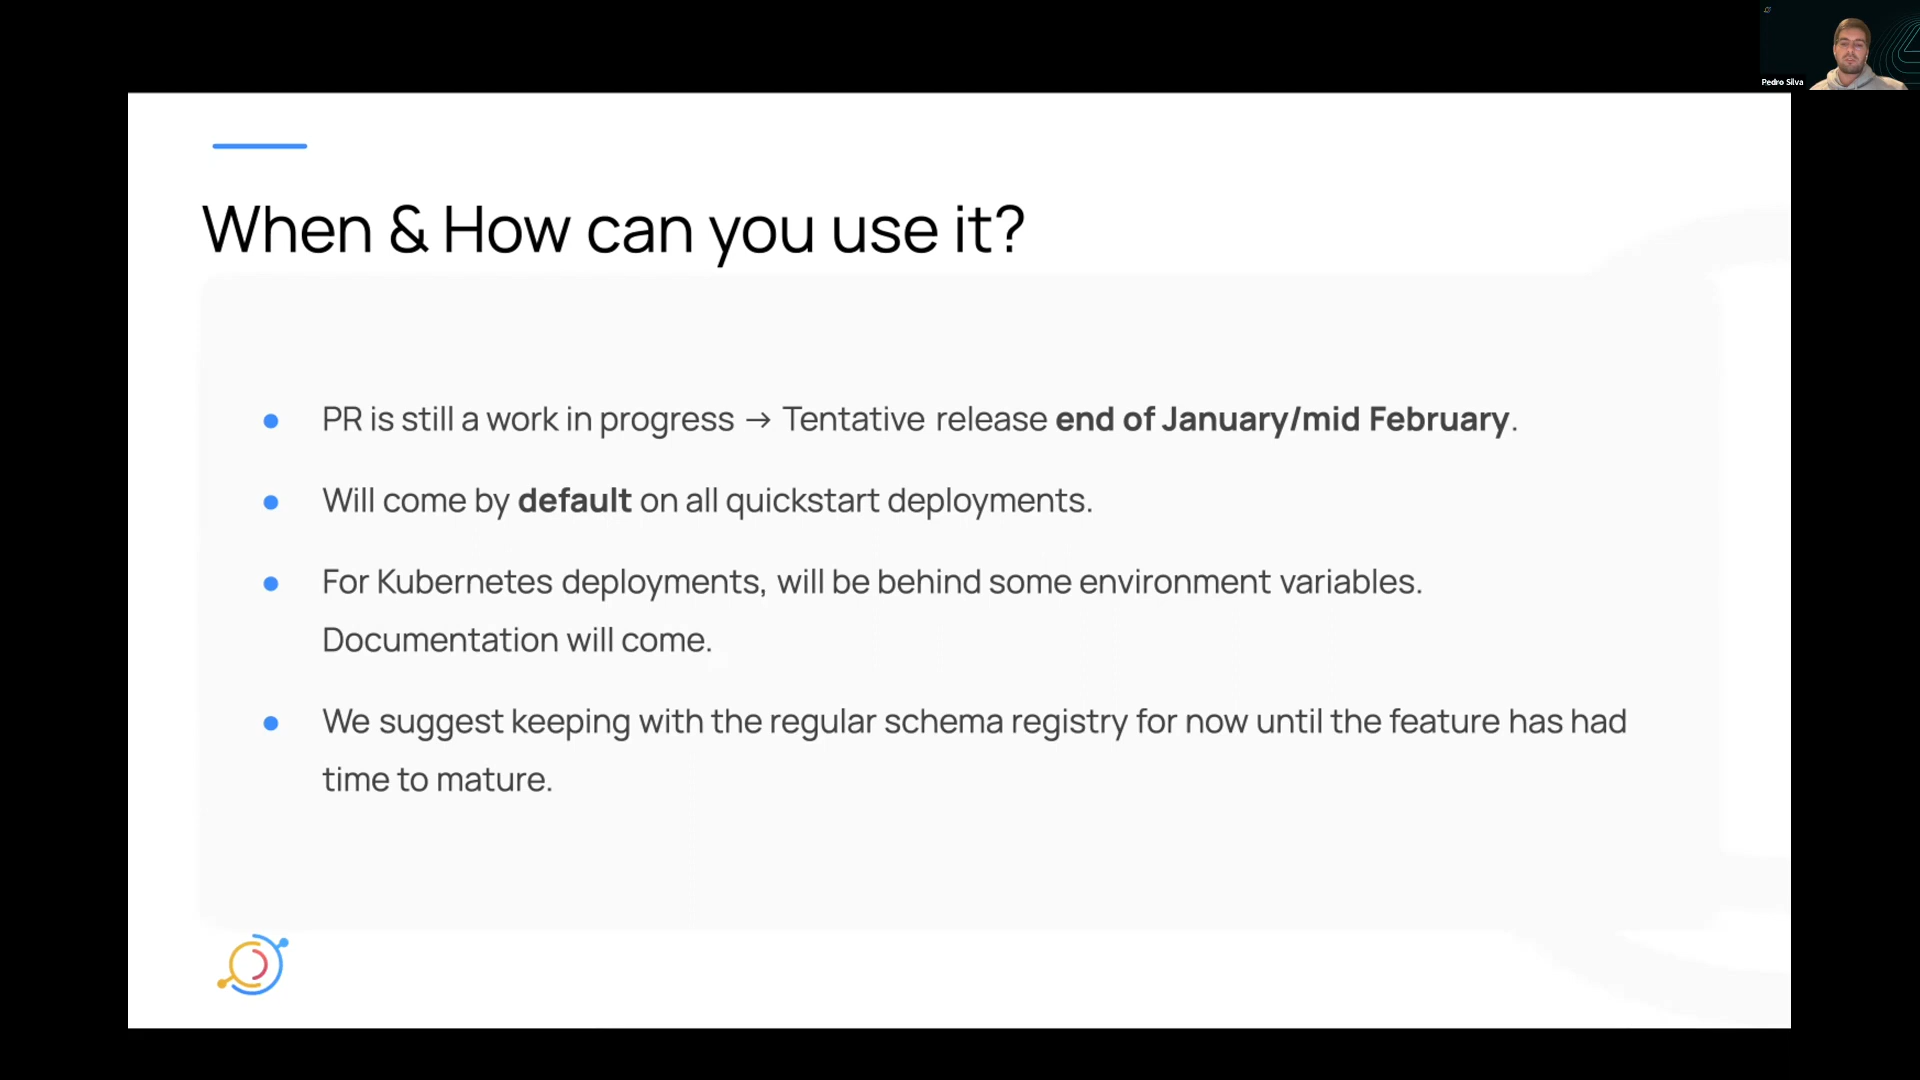 Pedro Silva
When & How can you use it?
● PR is still a work in progress → Tentative release end of January/mid February.
● Will come by default on all quickstart deployments.
● For Kubernetes deployments, will be behind some environment variables.
Documentation will come.
● We suggest keeping with the regular schema registry for now until the feature has had
time to mature.